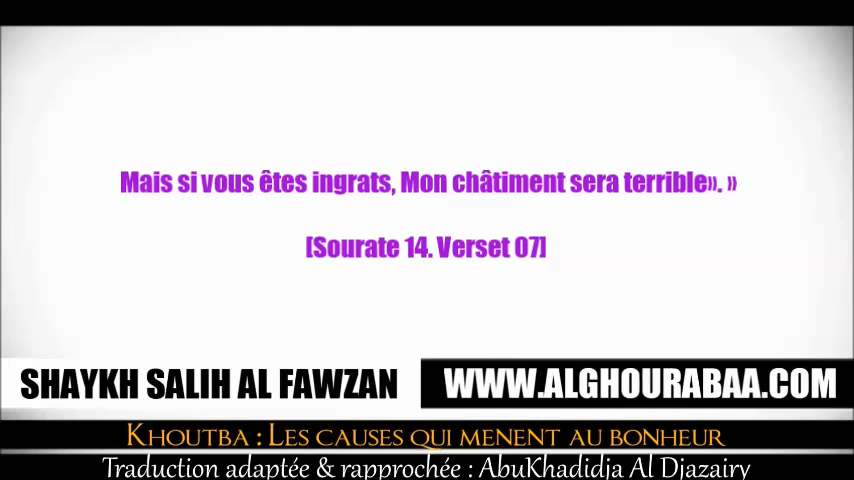 Mais si vous êtes ingrats, Mon châtiment sera terrible». »
[Sourate 14. Verset 07]
SHAYKH SALIH AL FAWZAN
WWW.ALGHOURABAA.COM
Khoutba : Les causes qui menent au bonheur
Traduction adaptée & rapprochée : AbuKhadidja Al Djazairy